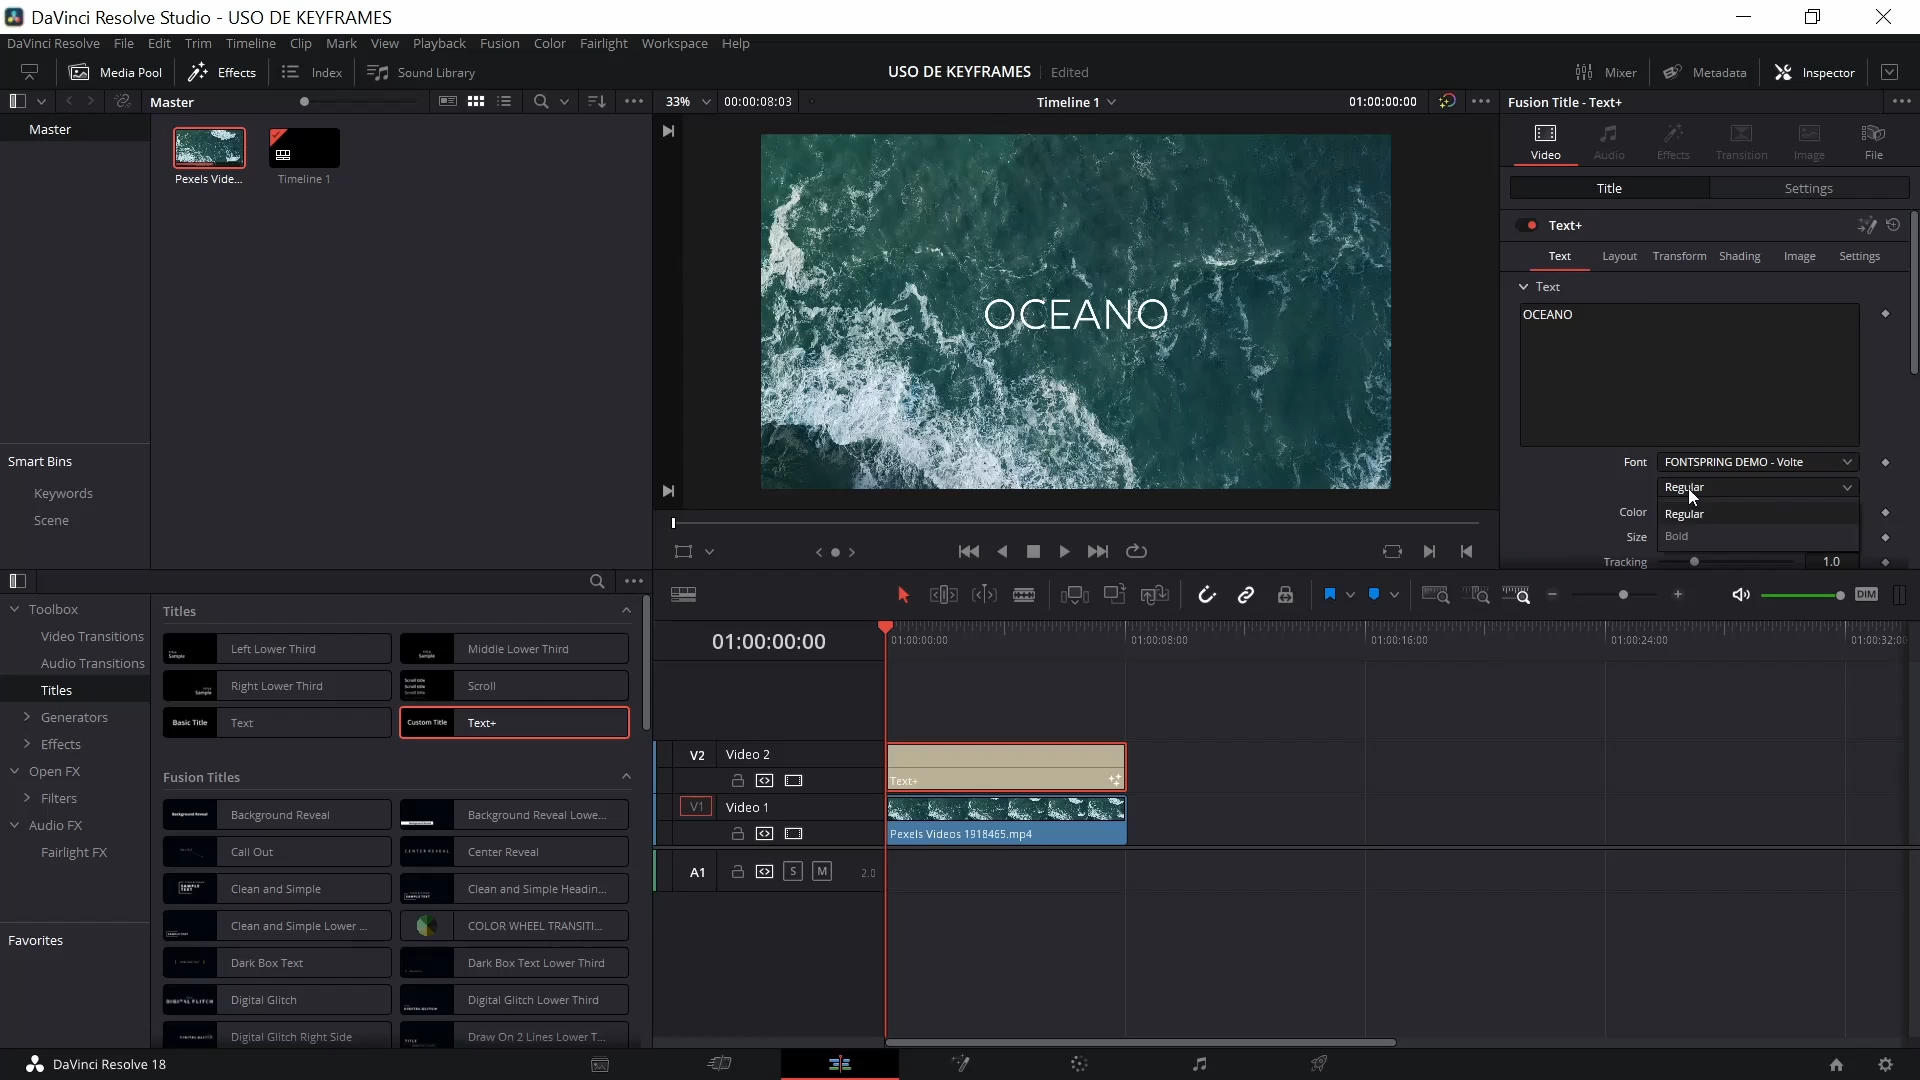 DaVinci Resolve Studio - USO DE KEYFRAMES
DaVinci Resolve File Edit Trim Timeline Clip Mark View Playback Fusion Color Fairlight Workspace Help
Media Pool Effects Index Sound Library USO DE KEYFRAMES Edited Mixer Metadata Inspector
Master 33% 00:00:08:03 Timeline 1 01:00:00:00 Fusion Title - Text+
Master
Pexels Vide... Timeline 1
Video Audio Effects Transition Image File
Title Settings
Text+
Text Layout Transform Shading Image Settings
Text
OCEANO
OCEANO
Font FONTSPRING DEMO - Volte
Regular
Color Regular
Size Bold
Tracking 1.0
Smart Bins
Keywords
Scene
DIM
Toolbox
Video Transitions
Audio Transitions
Titles
Generators
Effects
Open FX
Filters
Audio FX
Fairlight FX
Favorites
Titles
Left Lower Third Middle Lower Third
Right Lower Third Scroll
Basic Title Text Custom Title Text+
Fusion Titles
Background Reveal Background Reveal Lowe...
Call Out Center Reveal
Clean and Simple Clean and Simple Headin...
Clean and Simple Lower ... COLOR WHEEL TRANSITI...
Dark Box Text Dark Box Text Lower Third
Digital Glitch Digital Glitch Lower Third
Digital Glitch Right Side Draw On 2 Lines Lower T...
01:00:00:00 01:00:00:00 01:00:08:00 01:00:16:00 01:00:24:00 01:00:32:0
V2 Video 2
Text+
V1 Video 1
Pexels Videos 1918465.mp4
A1 S M 2.0
DaVinci Resolve 18